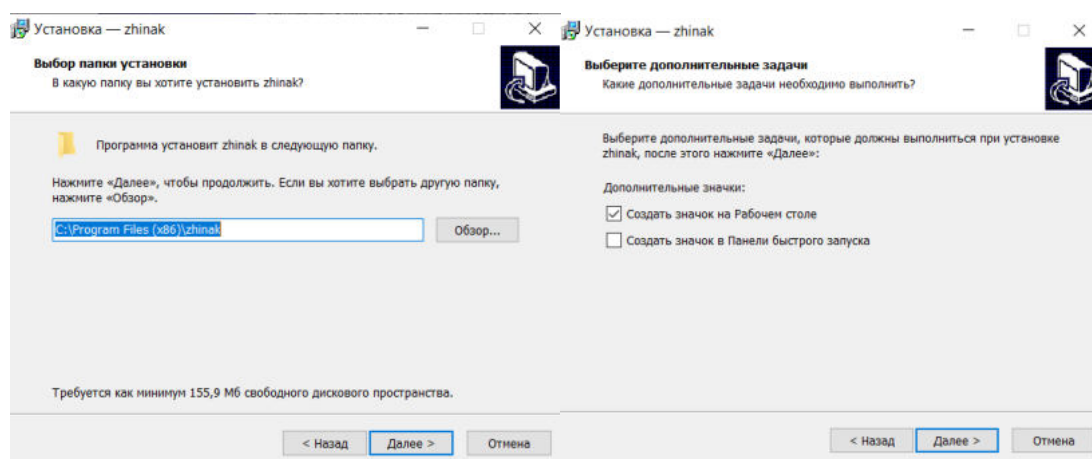 Установка — zhinak
Выбор папки установки
В какую папку вы хотите установить zhinak?
Программа установит zhinak в следующую папку.
Нажмите «Далее», чтобы продолжить. Если вы хотите выбрать другую папку,
нажмите «Обзор».
C:\Program Files (x86)\zhinak
Обзор...
Требуется как минимум 155,9 Мб свободного дискового пространства.
< Назад
Далее >
Отмена
Установка — zhinak
Выберите дополнительные задачи
Какие дополнительные задачи необходимо выполнить?
Выберите дополнительные задачи, которые должны выполниться при установке
zhinak, после этого нажмите «Далее»:
Дополнительные значки:
Создать значок на Рабочем столе
Создать значок в Панели быстрого запуска
< Назад
Далее >
Отмена